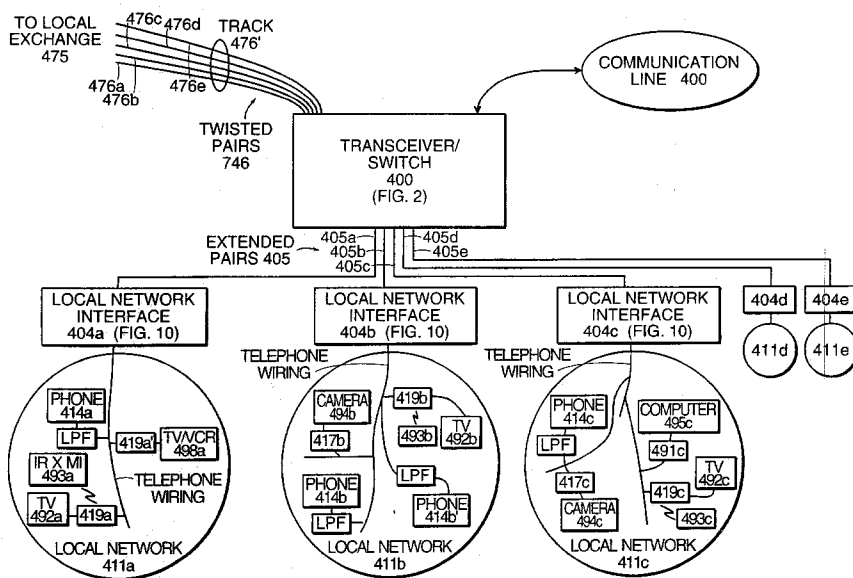 TO LOCAL
EXCHANGE
475
476c
476d
TRACK
476'
476a
476b
476e
TWISTED
PAIRS
746
COMMUNICATION
LINE 400
TRANSCEIVER/
SWITCH
400
(FIG. 2)
EXTENDED
PAIRS 405
405a
405b
405c
405d
405e
LOCAL NETWORK
INTERFACE
404a (FIG. 10)
LOCAL NETWORK
INTERFACE
404b (FIG. 10)
LOCAL NETWORK
INTERFACE
404c (FIG. 10)
404d
404e
411d
411e
TELEPHONE
WIRING
TELEPHONE
WIRING
PHONE
414a
LPF
419a'
TV/VCR
498a
IR X MI
493a
TELEPHONE
WIRING
TV
492a
419a
LOCAL NETWORK
411a
CAMERA
494b
419b
417b
493b
TV
492b
PHONE
414b
LPF
LPF
PHONE
414b'
LOCAL NETWORK
411b
PHONE
414c
LPF
COMPUTER
495c
491c
417c
TV
492c
419c
CAMERA
494c
493c
LOCAL NETWORK
411c